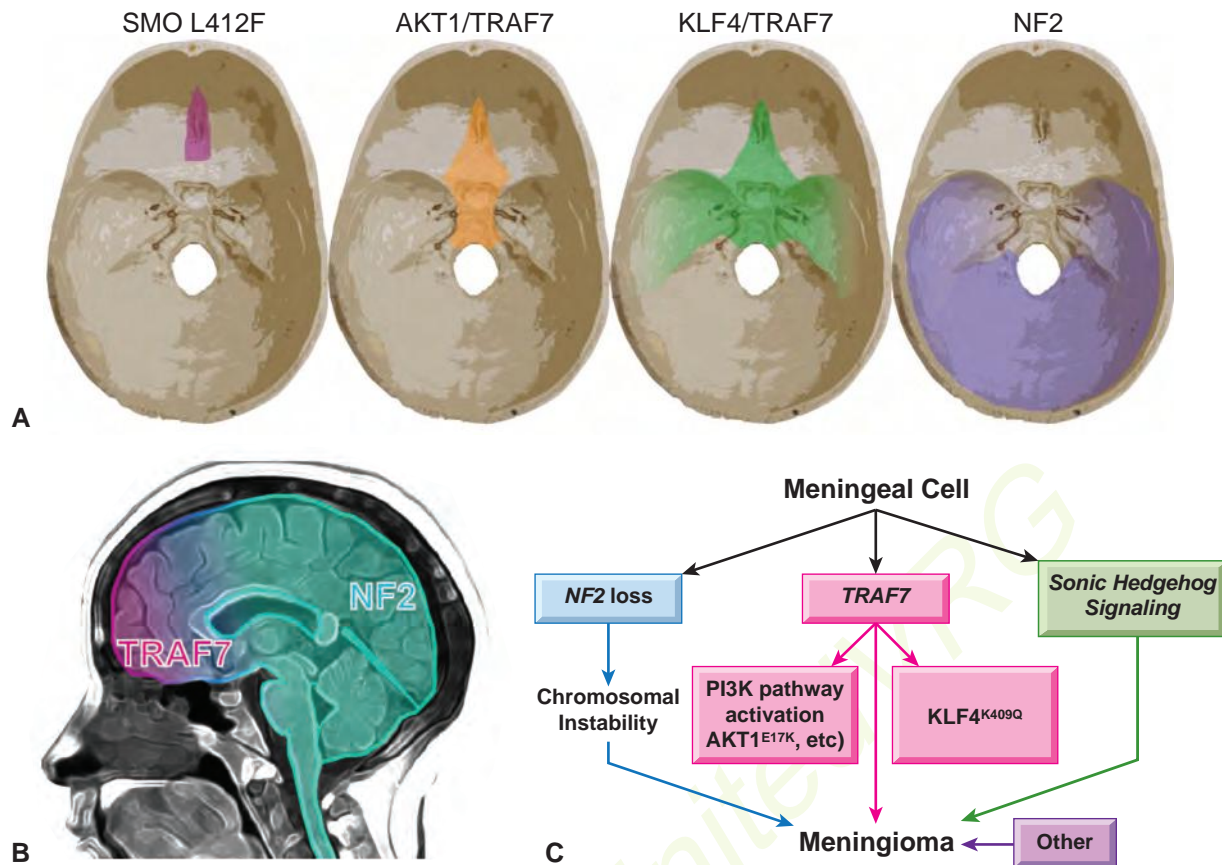 SMO L412F
AKT1/TRAF7
KLF4/TRAF7
NF2
A
NF2
TRAF7
B
Meningeal Cell
NF2 loss
TRAF7
Sonic Hedgehog
Signaling
Chromosomal
Instability
PI3K pathway
activation
AKT1E17K, etc)
KLF4K409Q
Meningioma
Other
C